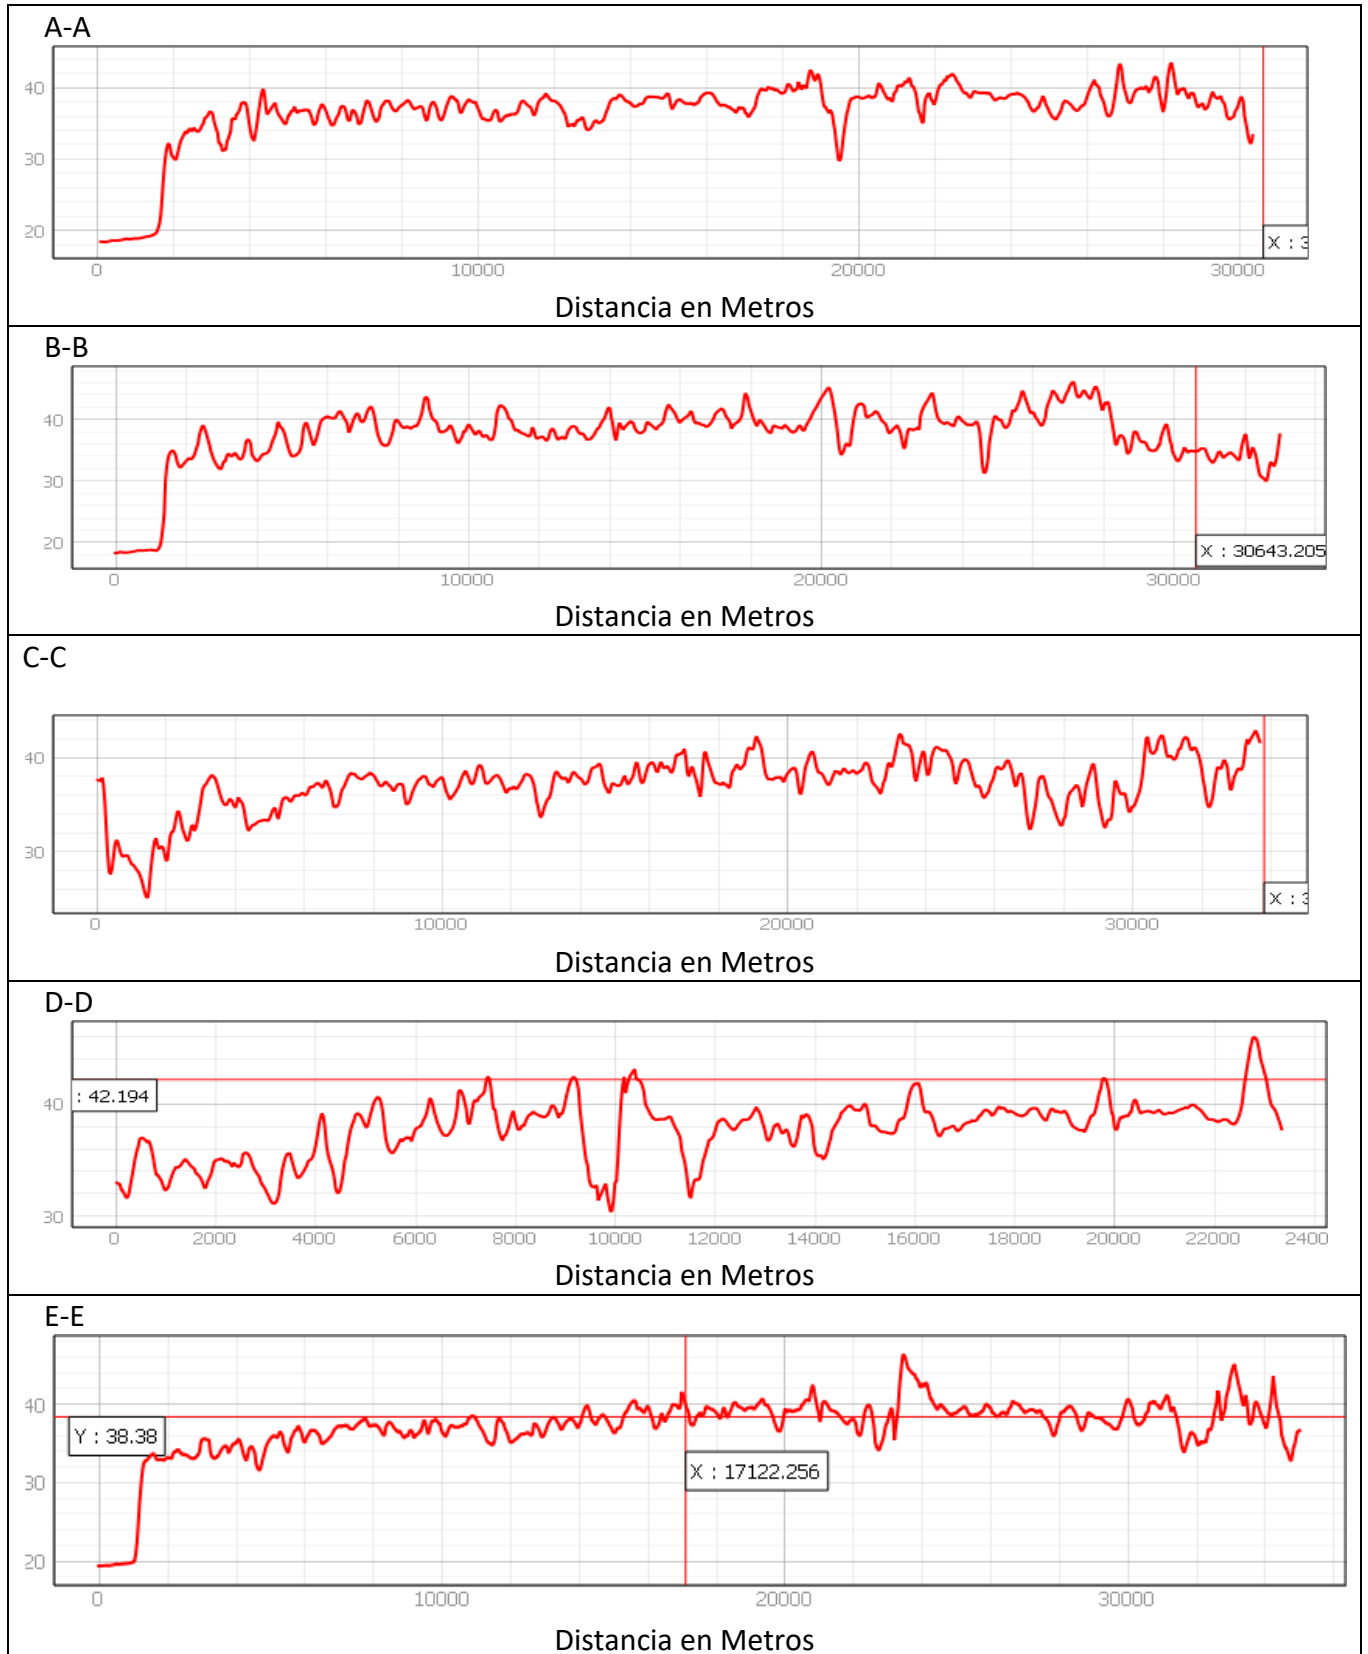 A-A
40
30
20
X : 3
0 10000 20000 30000
Distancia en Metros
B-B
40
30
20
X : 30643.205
0 10000 20000 30000
Distancia en Metros
C-C
40
30
X : 3
0 10000 20000 30000
Distancia en Metros
D-D
: 42.194
40
30
0 2000 4000 6000 8000 10000 12000 14000 16000 18000 20000 22000 2400
Distancia en Metros
E-E
40
Y : 38.38
X : 17122.256
30
20
0 10000 20000 30000
Distancia en Metros